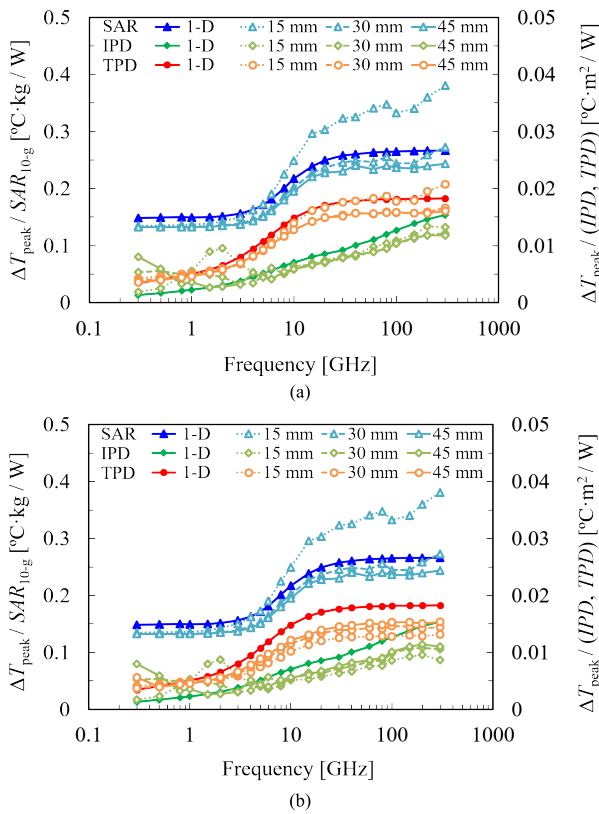 SAR 1-D 15 mm 30 mm 45 mm
IPD 1-D 15 mm 30 mm 45 mm
TPD 1-D 15 mm 30 mm 45 mm
0.5
0.4
0.3
0.2
0.1
0
0.05
0.04
0.03
0.02
0.01
0
0.1 1 10 100 1000
ΔTpeak / SAR10-g [ºC·kg / W]
ΔTpeak / (IPD, TPD) [ºC·m² / W]
Frequency [GHz]
(a)
SAR 1-D 15 mm 30 mm 45 mm
IPD 1-D 15 mm 30 mm 45 mm
TPD 1-D 15 mm 30 mm 45 mm
0.5
0.4
0.3
0.2
0.1
0
0.05
0.04
0.03
0.02
0.01
0
0.1 1 10 100 1000
ΔTpeak / SAR10-g [ºC·kg / W]
ΔTpeak / (IPD, TPD) [ºC·m² / W]
Frequency [GHz]
(b)